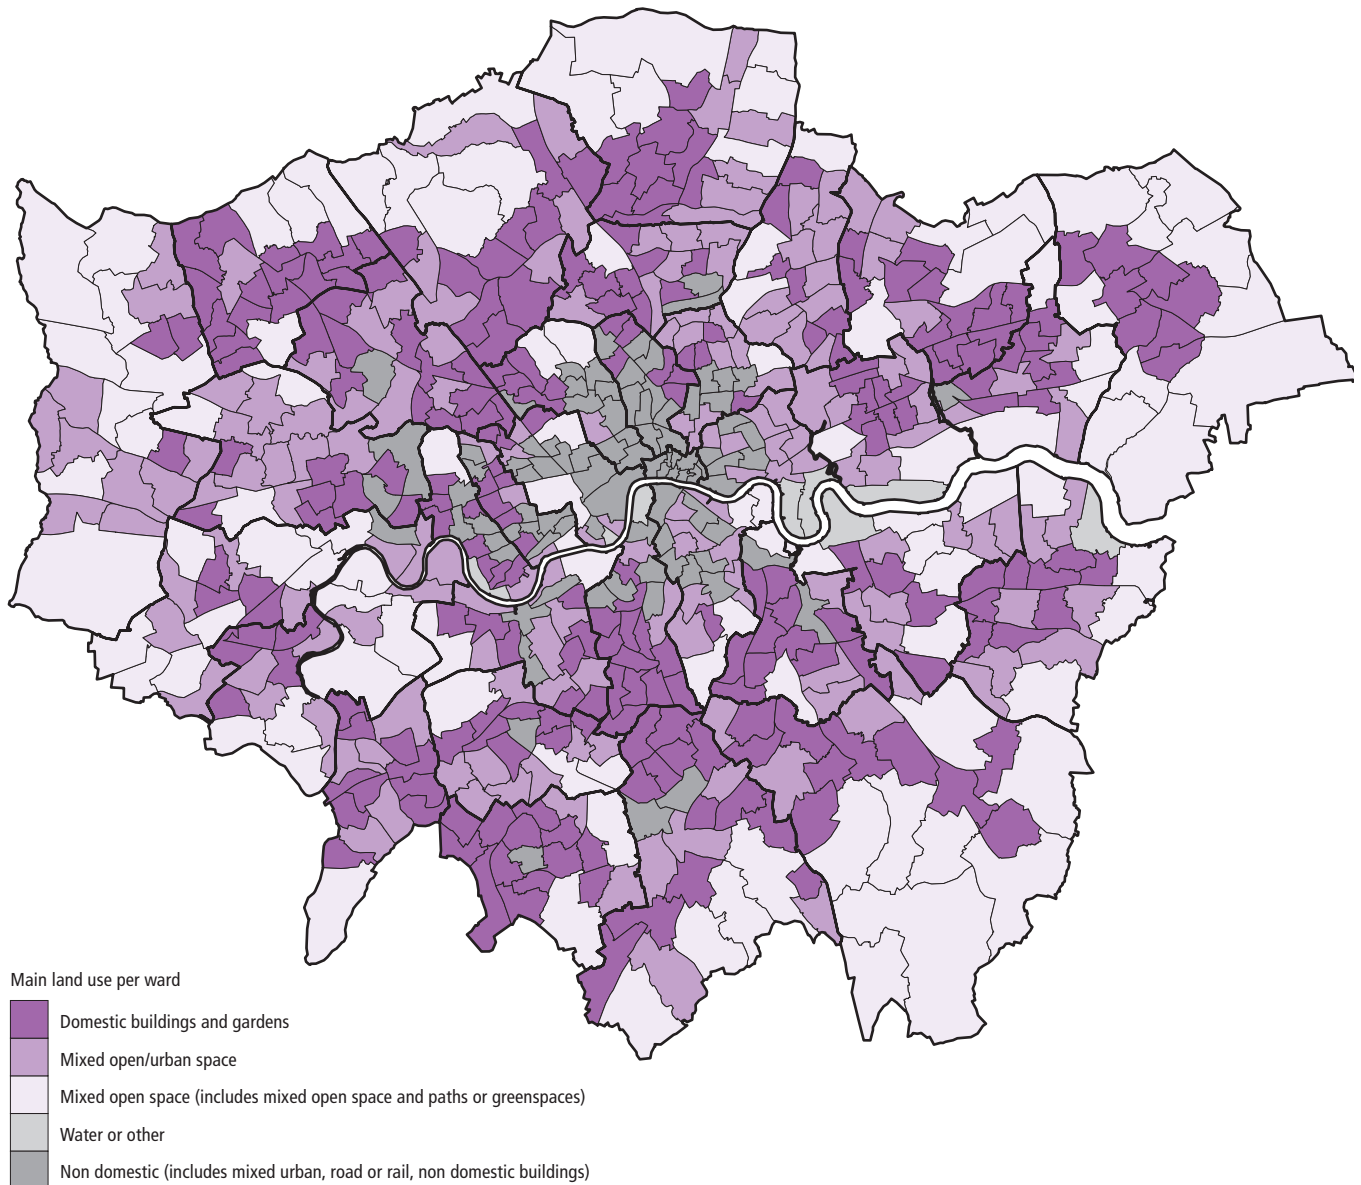 Main land use per ward
Domestic buildings and gardens
Mixed open/urban space
Mixed open space (includes mixed open space and paths or greenspaces)
Water or other
Non domestic (includes mixed urban, road or rail, non domestic buildings)